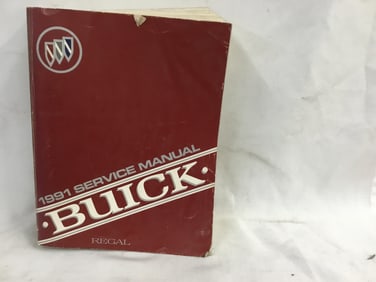 1991 SERVICE MANUAL
·BUICK·
REGAL